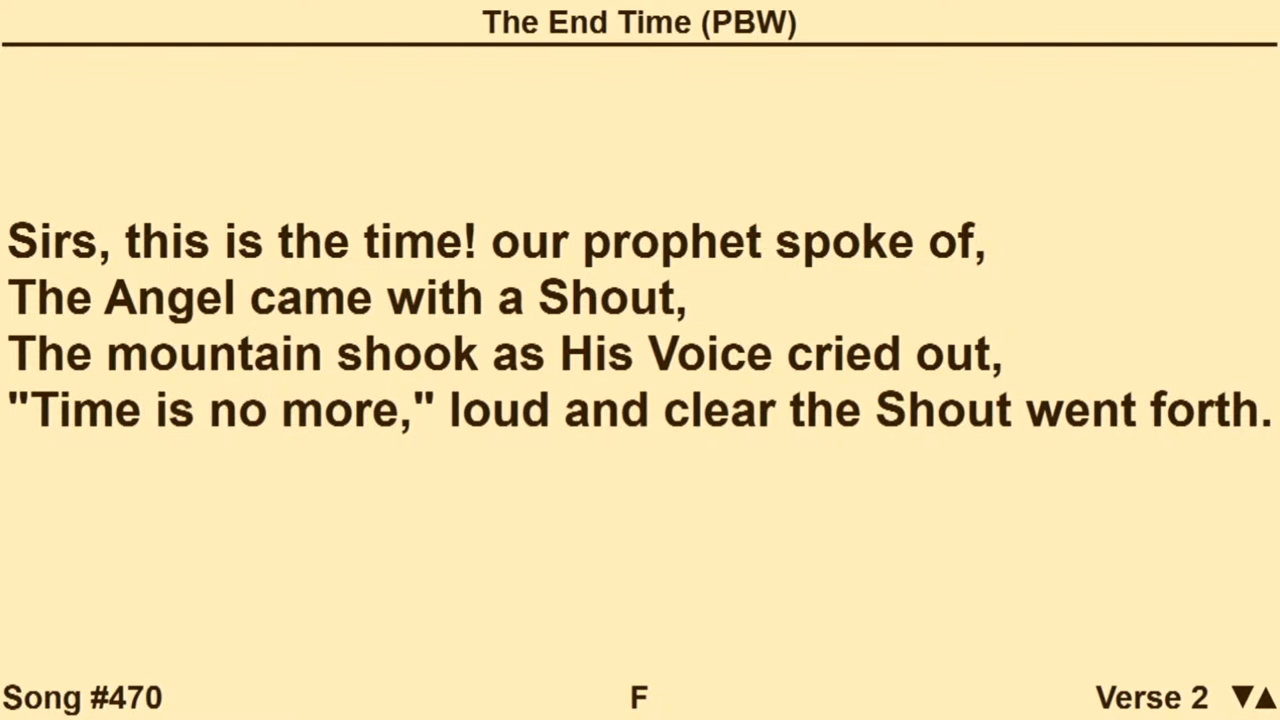 The End Time (PBW)
Sirs, this is the time! our prophet spoke of,
The Angel came with a Shout,
The mountain shook as His Voice cried out,
"Time is no more," loud and clear the Shout went forth.
Song #470 F Verse 2 ▼▲